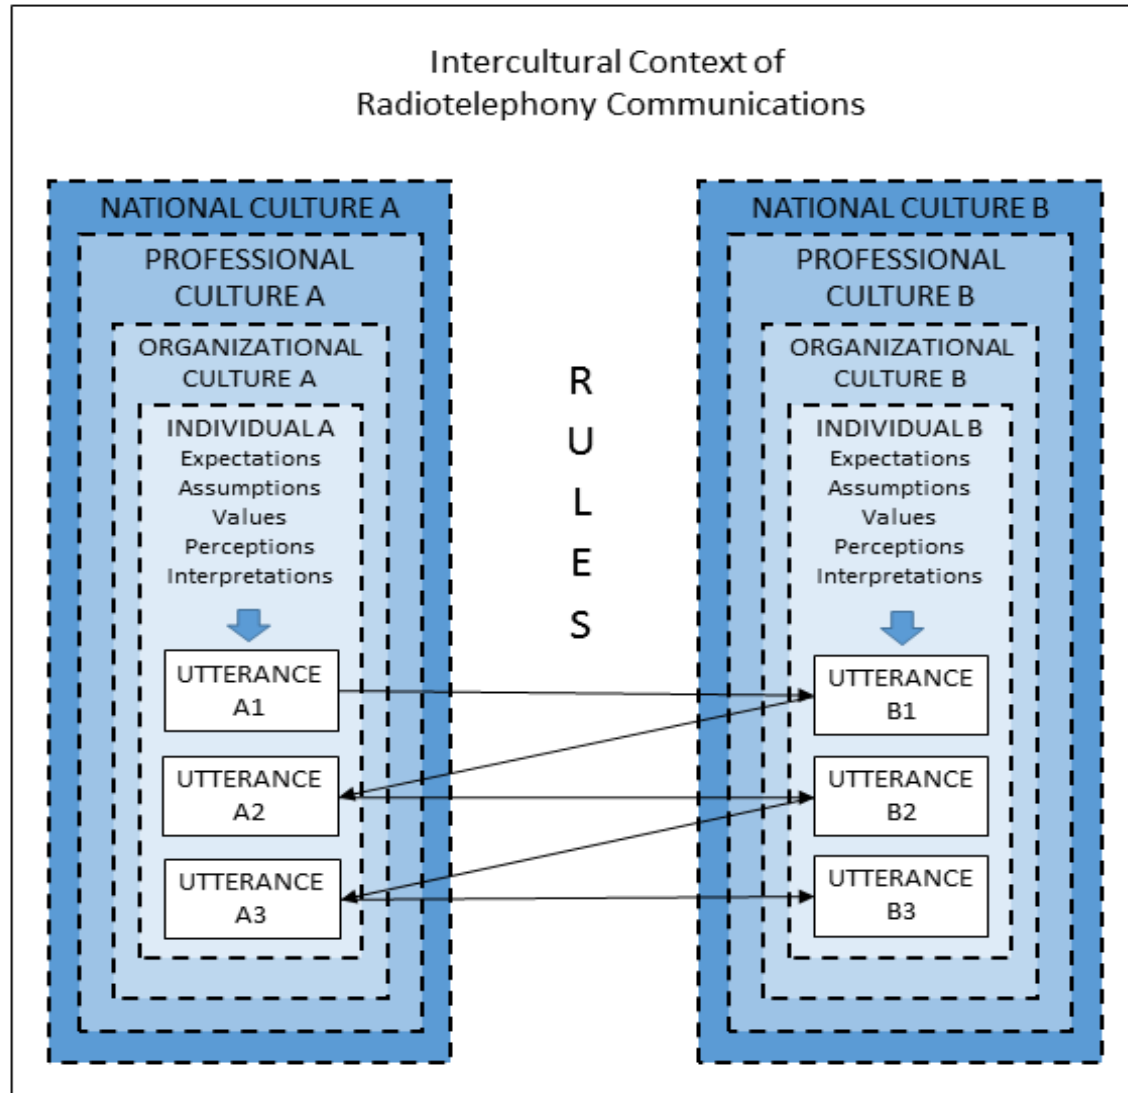 Intercultural Context of
Radiotelephony Communications
NATIONAL CULTURE A
PROFESSIONAL
CULTURE A
ORGANIZATIONAL
CULTURE A
INDIVIDUAL A
Expectations
Assumptions
Values
Perceptions
Interpretations
UTTERANCE
A1
UTTERANCE
A2
UTTERANCE
A3
R
U
L
E
S
NATIONAL CULTURE B
PROFESSIONAL
CULTURE B
ORGANIZATIONAL
CULTURE B
INDIVIDUAL B
Expectations
Assumptions
Values
Perceptions
Interpretations
UTTERANCE
B1
UTTERANCE
B2
UTTERANCE
B3